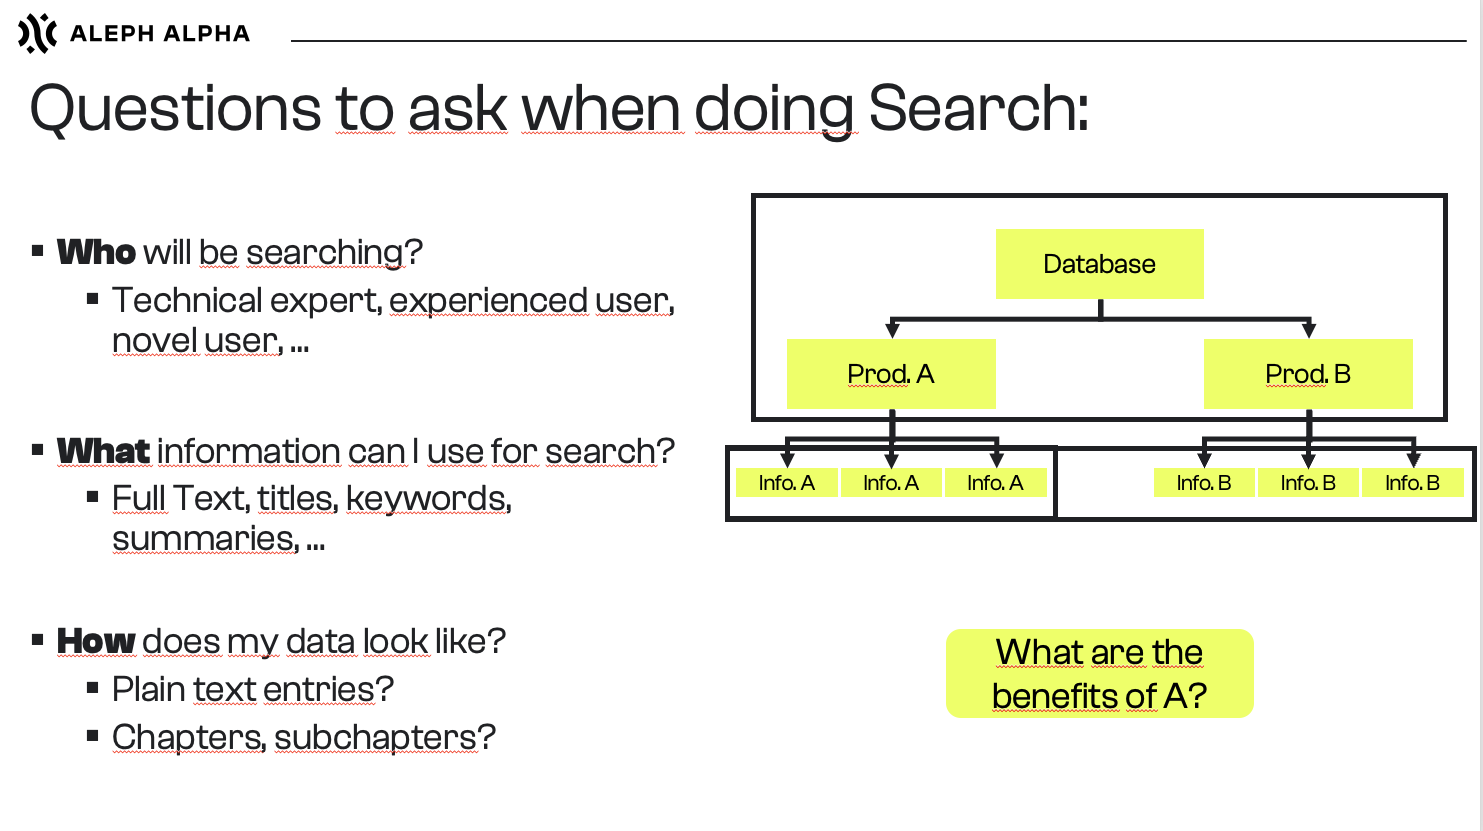 ALEPH ALPHA
Questions to ask when doing Search:
Who will be searching?
Technical expert, experienced user,
novel user, ...
What information can I use for search?
Full Text, titles, keywords,
summaries, ...
How does my data look like?
Plain text entries?
Chapters, subchapters?
Database
Prod. A
Prod. B
Info. A
Info. A
Info. A
Info. B
Info. B
Info. B
What are the
benefits of A?